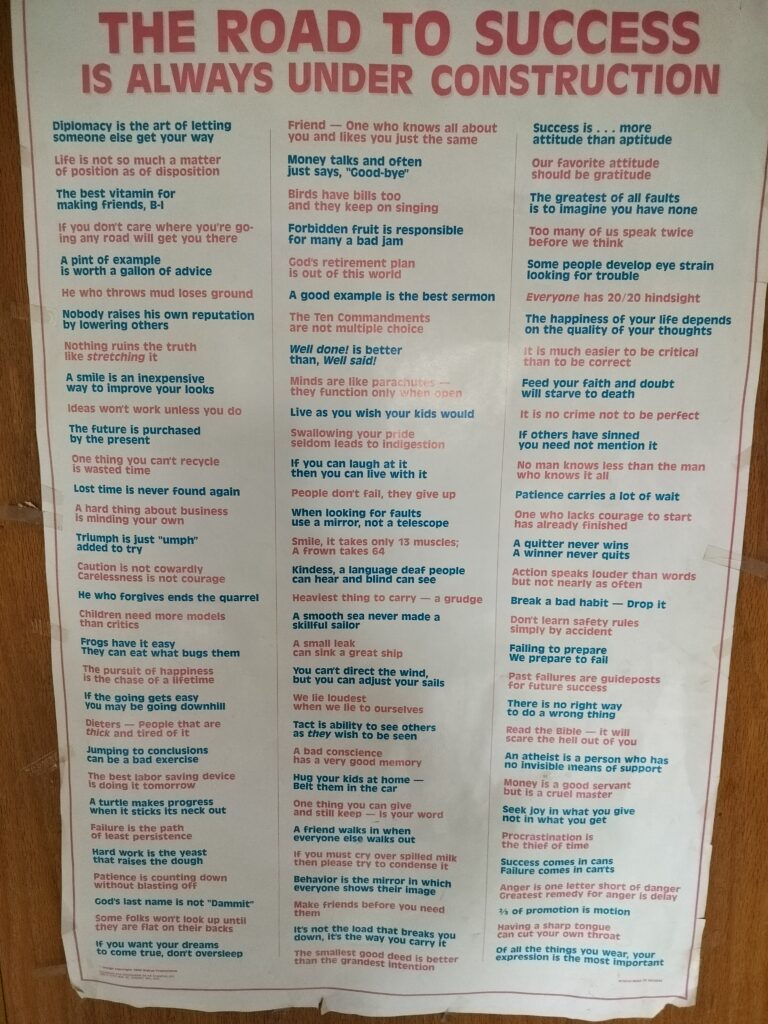 THE ROAD TO SUCCESS
IS ALWAYS UNDER CONSTRUCTION
Diplomacy is the art of letting
someone else get your way
Life is not so much a matter
of position as of disposition
The best vitamin for
making friends, B-I
If you don't care where you're go-
ing any road will get you there
A pint of example
is worth a gallon of advice
He who throws mud loses ground
Nobody raises his own reputation
by lowering others
Nothing ruins the truth
like stretching it
A smile is an inexpensive
way to improve your looks
Ideas won't work unless you do
The future is purchased
by the present
One thing you can't recycle
is wasted time
Lost time is never found again
A hard thing about business
is minding your own
Triumph is just "umph"
added to try
Caution is not cowardly
Carelessness is not courage
He who forgives ends the quarrel
Children need more models
than critics
Frogs have it easy
They can eat what bugs them
The pursuit of happiness
is the chase of a lifetime
If the going gets easy
you may be going downhill
Dieters — People that are
thick and tired of it
Jumping to conclusions
can be a bad exercise
The best labor saving device
is doing it tomorrow
A turtle makes progress
when it sticks its neck out
Failure is the path
of least persistence
Hard work is the yeast
that raises the dough
Patience is counting down
without blasting off
God's last name is not "Dammit"
Some folks won't look up until
they are flat on their backs
If you want your dreams
to come true, don't oversleep
Friend — One who knows all about
you and likes you just the same
Money talks and often
just says, "Good-bye"
Birds have bills too
and they keep on singing
Forbidden fruit is responsible
for many a bad jam
God's retirement plan
is out of this world
A good example is the best sermon
The Ten Commandments
are not multiple choice
Well done! is better
than, Well said!
Minds are like parachutes —
they function only when open
Live as you wish your kids would
Swallowing your pride
seldom leads to indigestion
If you can laugh at it
then you can live with it
People don't fail, they give up
When looking for faults
use a mirror, not a telescope
Smile, it takes only 13 muscles;
A frown takes 64
Kindess, a language deaf people
can hear and blind can see
Heaviest thing to carry — a grudge
A smooth sea never made a
skillful sailor
A small leak
can sink a great ship
You can't direct the wind,
but you can adjust your sails
We lie loudest
when we lie to ourselves
Tact is ability to see others
as they wish to be seen
A bad conscience
has a very good memory
Hug your kids at home —
Belt them in the car
One thing you can give
and still keep — is your word
A friend walks in when
everyone else walks out
If you must cry over spilled milk
then please try to condense it
Behavior is the mirror in which
everyone shows their image
Make friends before you need
them
It's not the load that breaks you
down, it's the way you carry it
The smallest good deed is better
than the grandest intention
Success is . . . more
attitude than aptitude
Our favorite attitude
should be gratitude
The greatest of all faults
is to imagine you have none
Too many of us speak twice
before we think
Some people develop eye strain
looking for trouble
Everyone has 20/20 hindsight
The happiness of your life depends
on the quality of your thoughts
It is much easier to be critical
than to be correct
Feed your faith and doubt
will starve to death
It is no crime not to be perfect
If others have sinned
you need not mention it
No man knows less than the man
who knows it all
Patience carries a lot of wait
One who lacks courage to start
has already finished
A quitter never wins
A winner never quits
Action speaks louder than words
but not nearly as often
Break a bad habit — Drop it
Don't learn safety rules
simply by accident
Failing to prepare
We prepare to fail
Past failures are guideposts
for future success
There is no right way
to do a wrong thing
Read the Bible — it will
scare the hell out of you
An atheist is a person who has
no invisible means of support
Money is a good servant
but is a cruel master
Seek joy in what you give
not in what you get
Procrastination is
the thief of time
Success comes in cans
Failure comes in can'ts
Anger is one letter short of danger
Greatest remedy for anger is delay
⅔ of promotion is motion
Having a sharp tongue
can cut your own throat
Of all the things you wear, your
expression is the most important